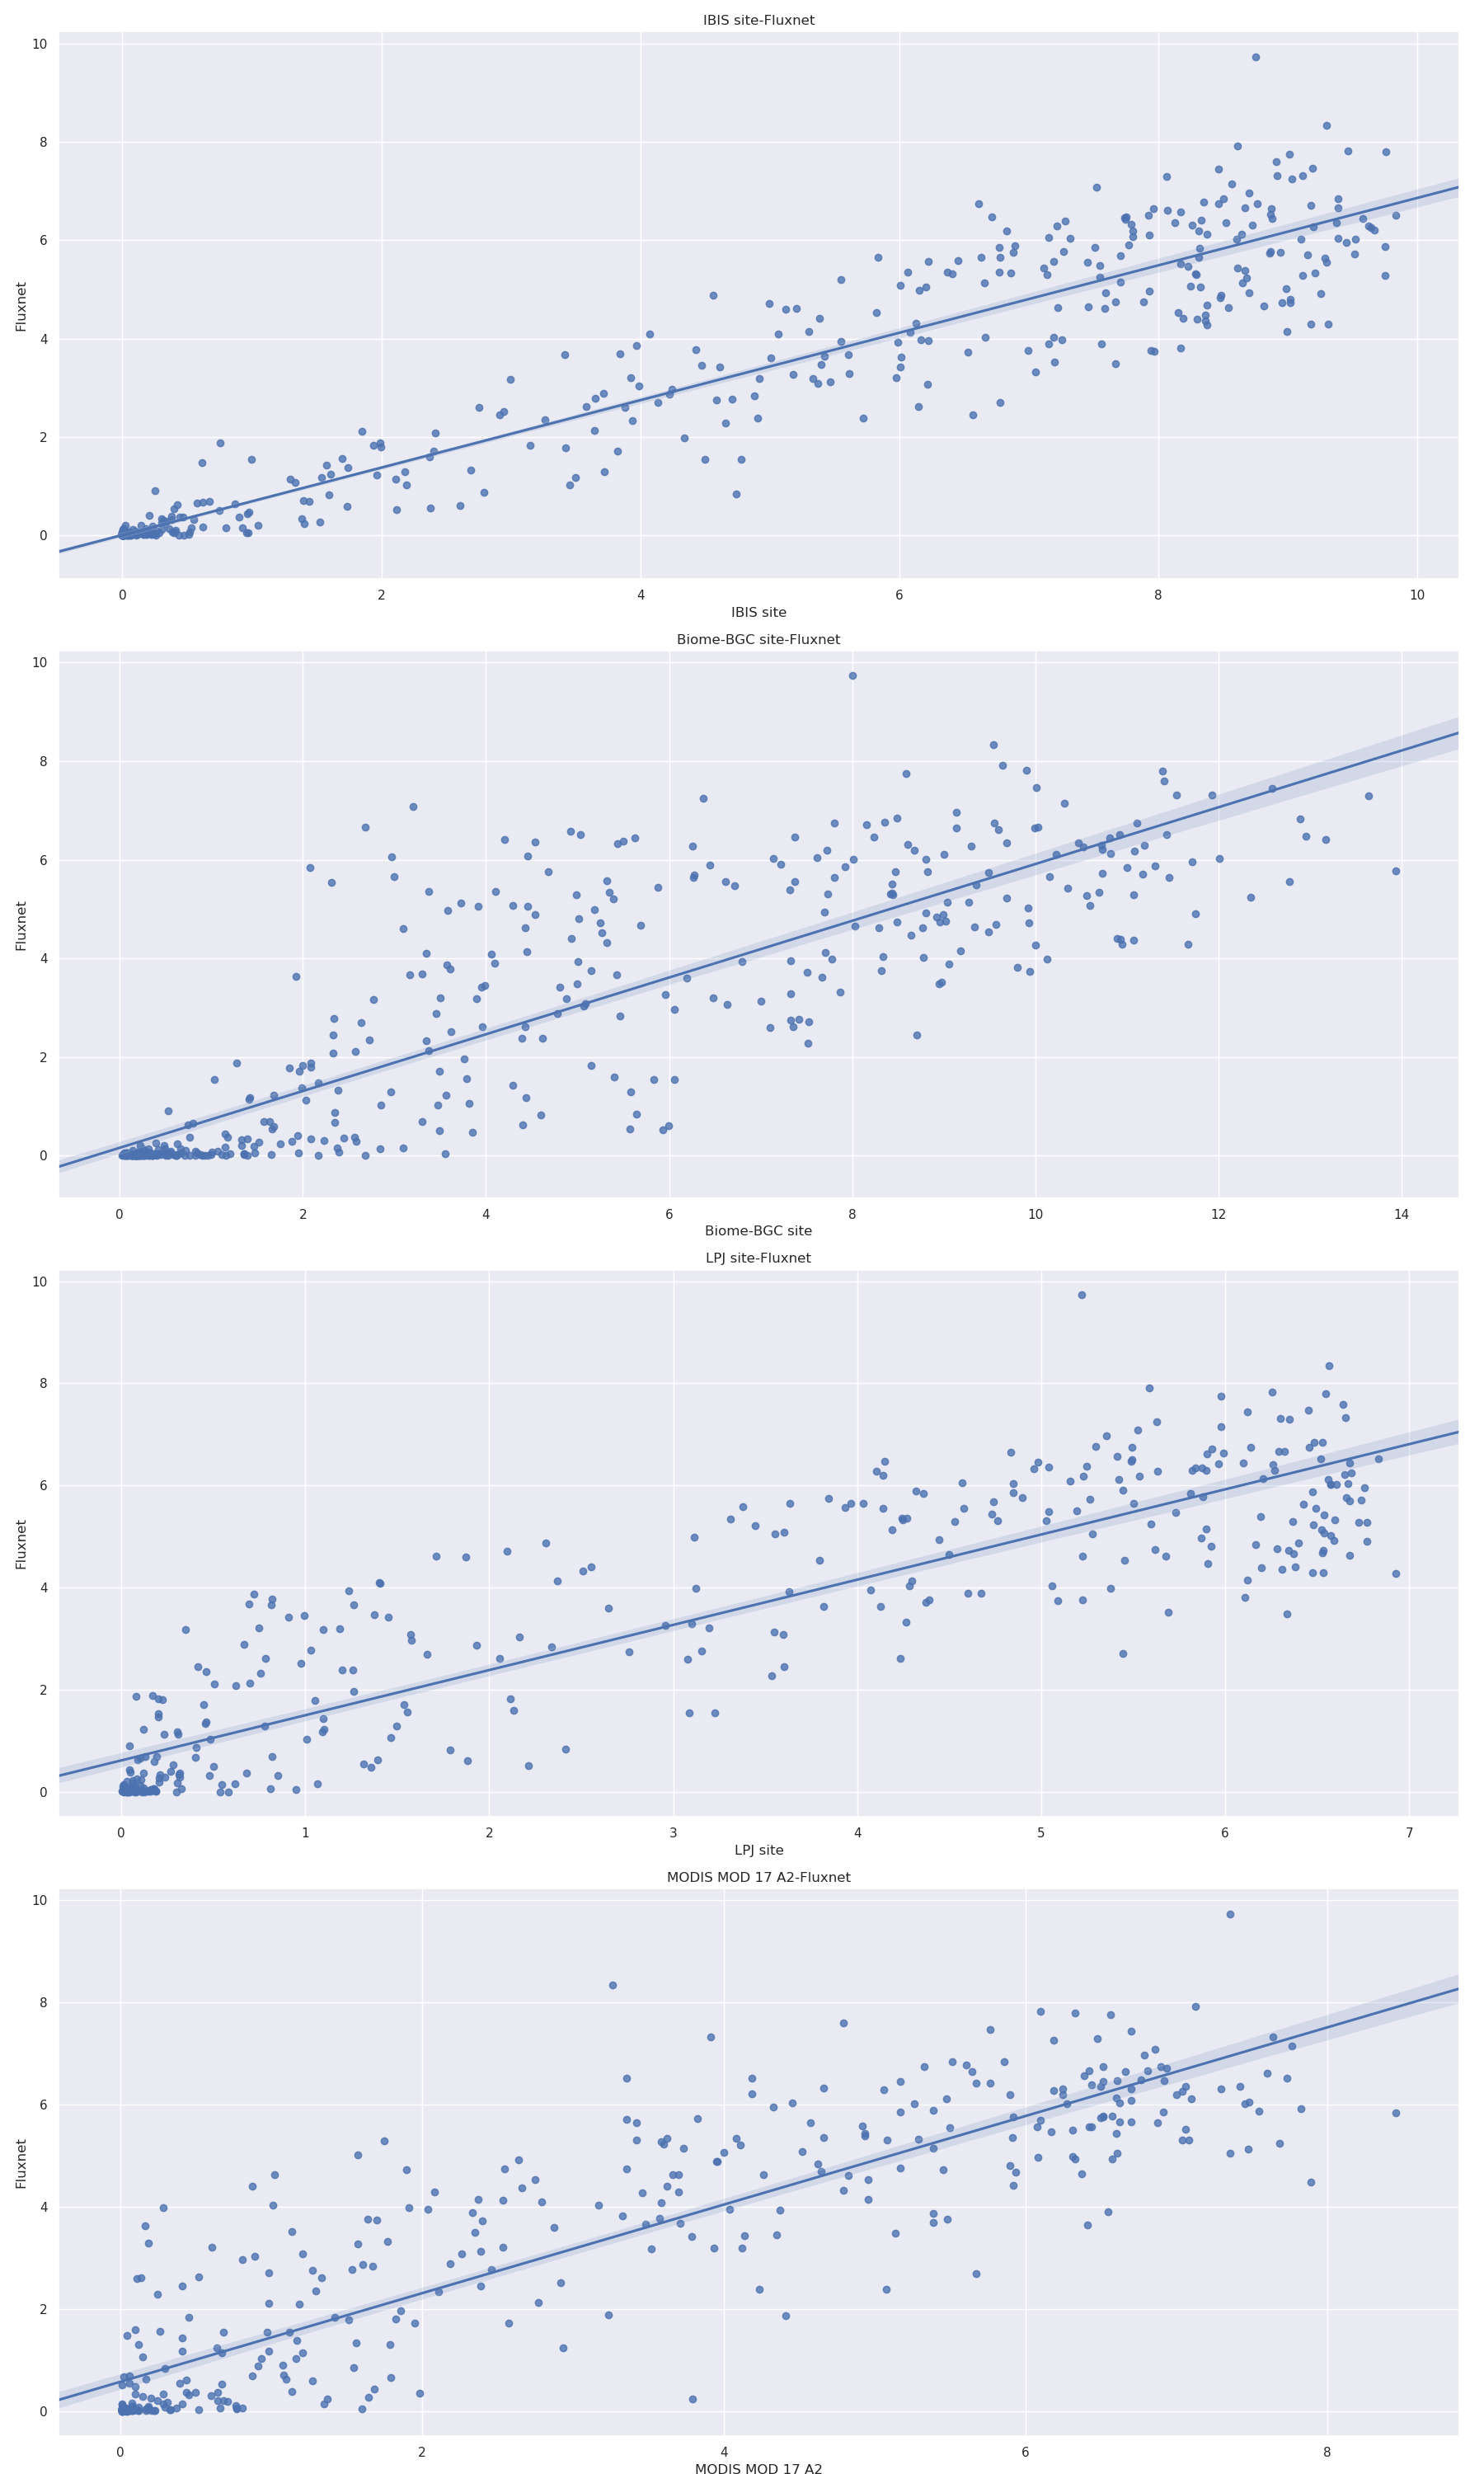 IBIS site-Fluxnet
10
8
6
4
2
0
Fluxnet
0 2 4 6 8 10
IBIS site
Biome-BGC site-Fluxnet
10
8
6
4
2
0
Fluxnet
0 2 4 6 8 10 12 14
Biome-BGC site
LPJ site-Fluxnet
10
8
6
4
2
0
Fluxnet
0 1 2 3 4 5 6 7
LPJ site
MODIS MOD 17 A2-Fluxnet
10
8
6
4
2
0
Fluxnet
0 2 4 6 8
MODIS MOD 17 A2